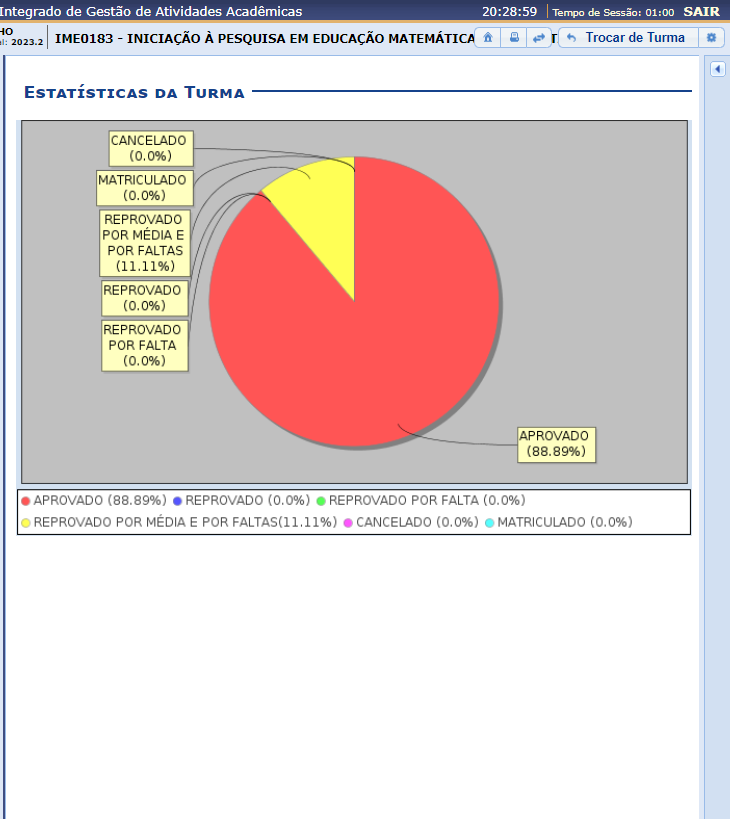 Integrado de Gestão de Atividades Acadêmicas 20:28:59 Tempo de Sessão: 01:00 SAIR
HO
el: 2023.2 IME0183 - INICIAÇÃO À PESQUISA EM EDUCAÇÃO MATEMÁTICA Trocar de Turma
Estatísticas da Turma
CANCELADO
(0.0%)
MATRICULADO
(0.0%)
REPROVADO
POR MÉDIA E
POR FALTAS
(11.11%)
REPROVADO
(0.0%)
REPROVADO
POR FALTA
(0.0%)
APROVADO
(88.89%)
APROVADO (88.89%) REPROVADO (0.0%) REPROVADO POR FALTA (0.0%)
REPROVADO POR MÉDIA E POR FALTAS(11.11%) CANCELADO (0.0%) MATRICULADO (0.0%)